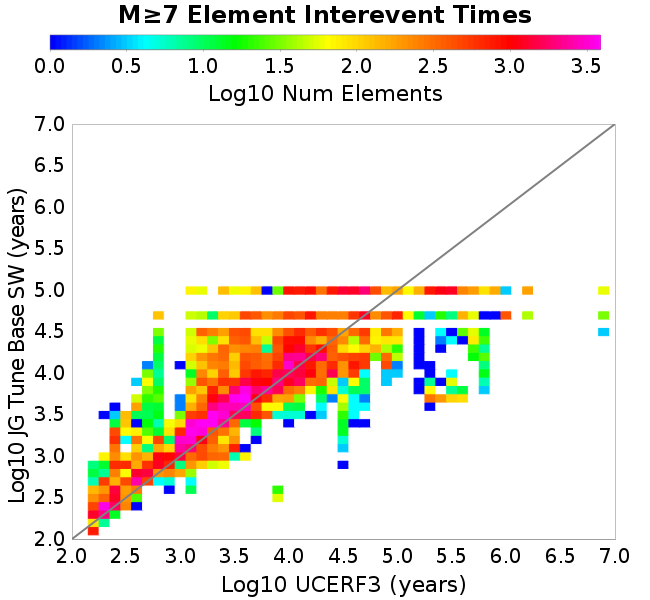 M≥7 Element Interevent Times
0.0 0.5 1.0 1.5 2.0 2.5 3.0 3.5
Log10 Num Elements
Log10 JG Tune Base SW (years)
7.0
6.5
6.0
5.5
5.0
4.5
4.0
3.5
3.0
2.5
2.0
2.0 2.5 3.0 3.5 4.0 4.5 5.0 5.5 6.0 6.5 7.0
Log10 UCERF3 (years)